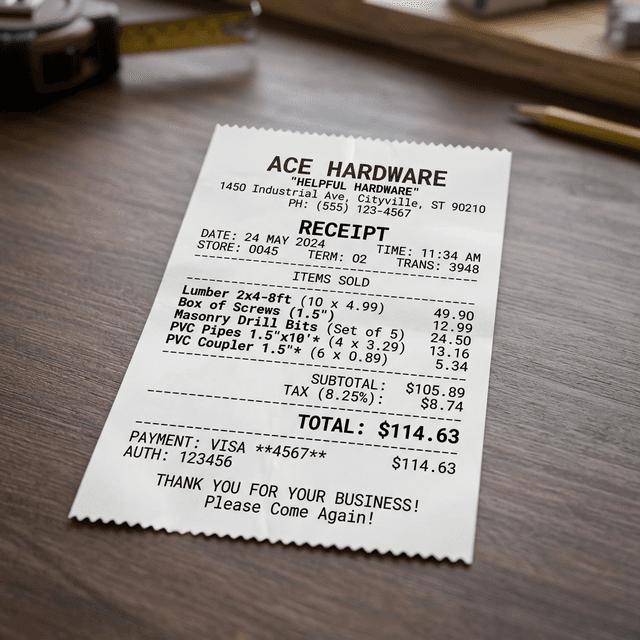 ACE HARDWARE
"HELPFUL HARDWARE"
1450 Industrial Ave, Cityville, ST 90210
PH: (555) 123-4567
RECEIPT
DATE: 24 MAY 2024 TIME: 11:34 AM
STORE: 0045 TERM: 02 TRANS: 3948
ITEMS SOLD
Lumber 2x4-8ft (10 x 4.99) 49.90
Box of Screws (1.5") 12.99
Masonry Drill Bits (Set of 5) 24.50
PVC Pipes 1.5"x10'* (4 x 3.29) 13.16
PVC Coupler 1.5"* (6 x 0.89) 5.34
SUBTOTAL: $105.89
TAX (8.25%): $8.74
TOTAL: $114.63
PAYMENT: VISA **4567** $114.63
AUTH: 123456
THANK YOU FOR YOUR BUSINESS!
Please Come Again!